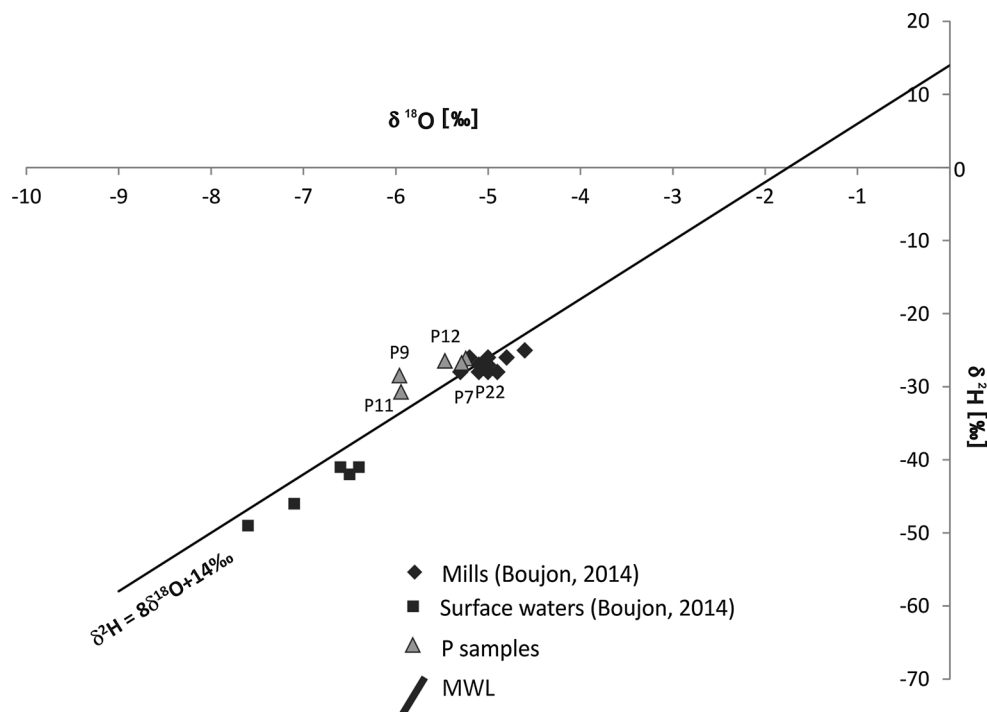 20
10
δ ¹⁸O [‰]
0
-10 -9 -8 -7 -6 -5 -4 -3 -2 -1
-10
-20
P12
P9
-30
P7 P22
P11
δ ²H [‰]
-40
-50
δ²H = 8δ¹⁸O+14‰
Mills (Boujon, 2014)
Surface waters (Boujon, 2014)
-60
P samples
-70
MWL